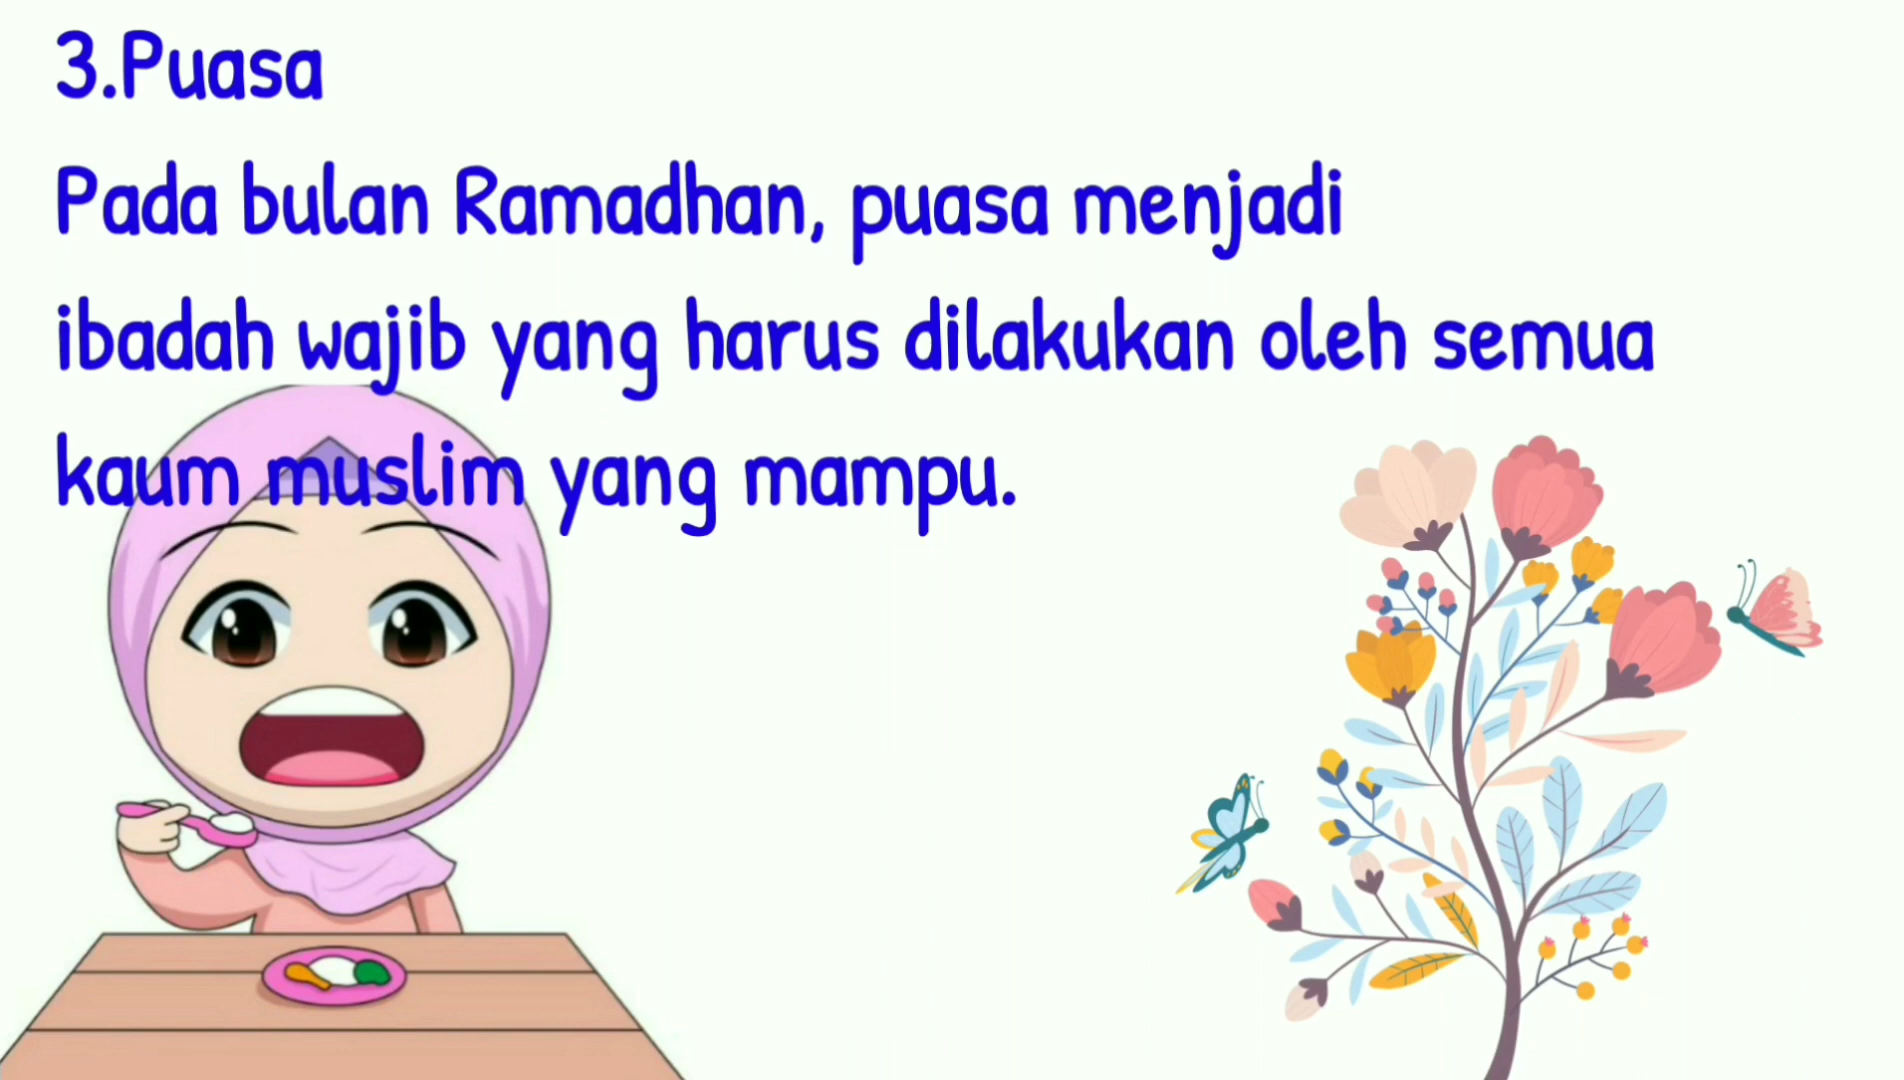 3.Puasa
Pada bulan Ramadhan, puasa menjadi
ibadah wajib yang harus dilakukan oleh semua
kaum muslim yang mampu.